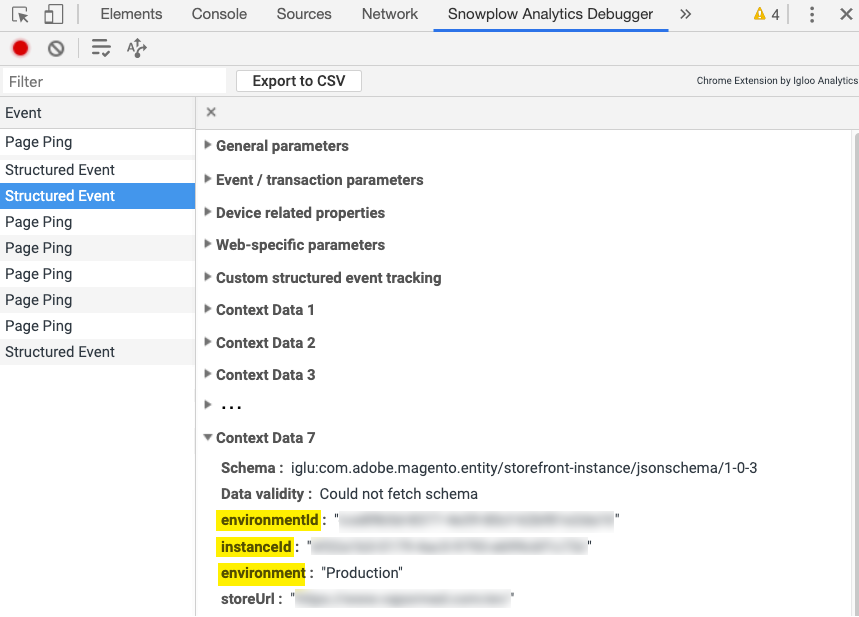 Elements Console Sources Network Snowplow Analytics Debugger » 4
Filter Export to CSV Chrome Extension by Igloo Analytics
Event
Page Ping
Structured Event
Structured Event
Page Ping
Page Ping
Page Ping
Page Ping
Page Ping
Structured Event
General parameters
Event / transaction parameters
Device related properties
Web-specific parameters
Custom structured event tracking
Context Data 1
Context Data 2
Context Data 3
...
Context Data 7
Schema : iglu:com.adobe.magento.entity/storefront-instance/jsonschema/1-0-3
Data validity : Could not fetch schema
environmentId : " "
instanceId : " "
environment : "Production"
storeUrl : " "